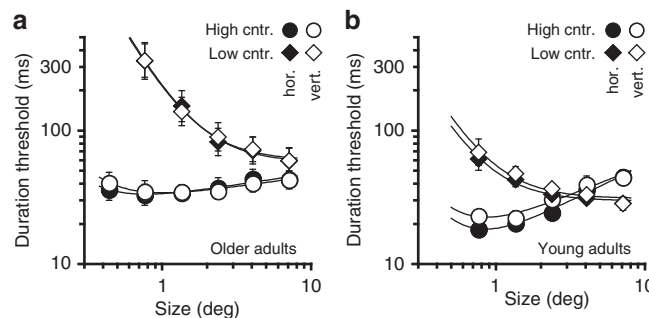 a
High cntr.
Low cntr.
hor.
vert.
Duration threshold (ms)
300
100
10
Older adults
1
10
Size (deg)
b
High cntr.
Low cntr.
hor.
vert.
Duration threshold (ms)
300
100
10
Young adults
1
10
Size (deg)